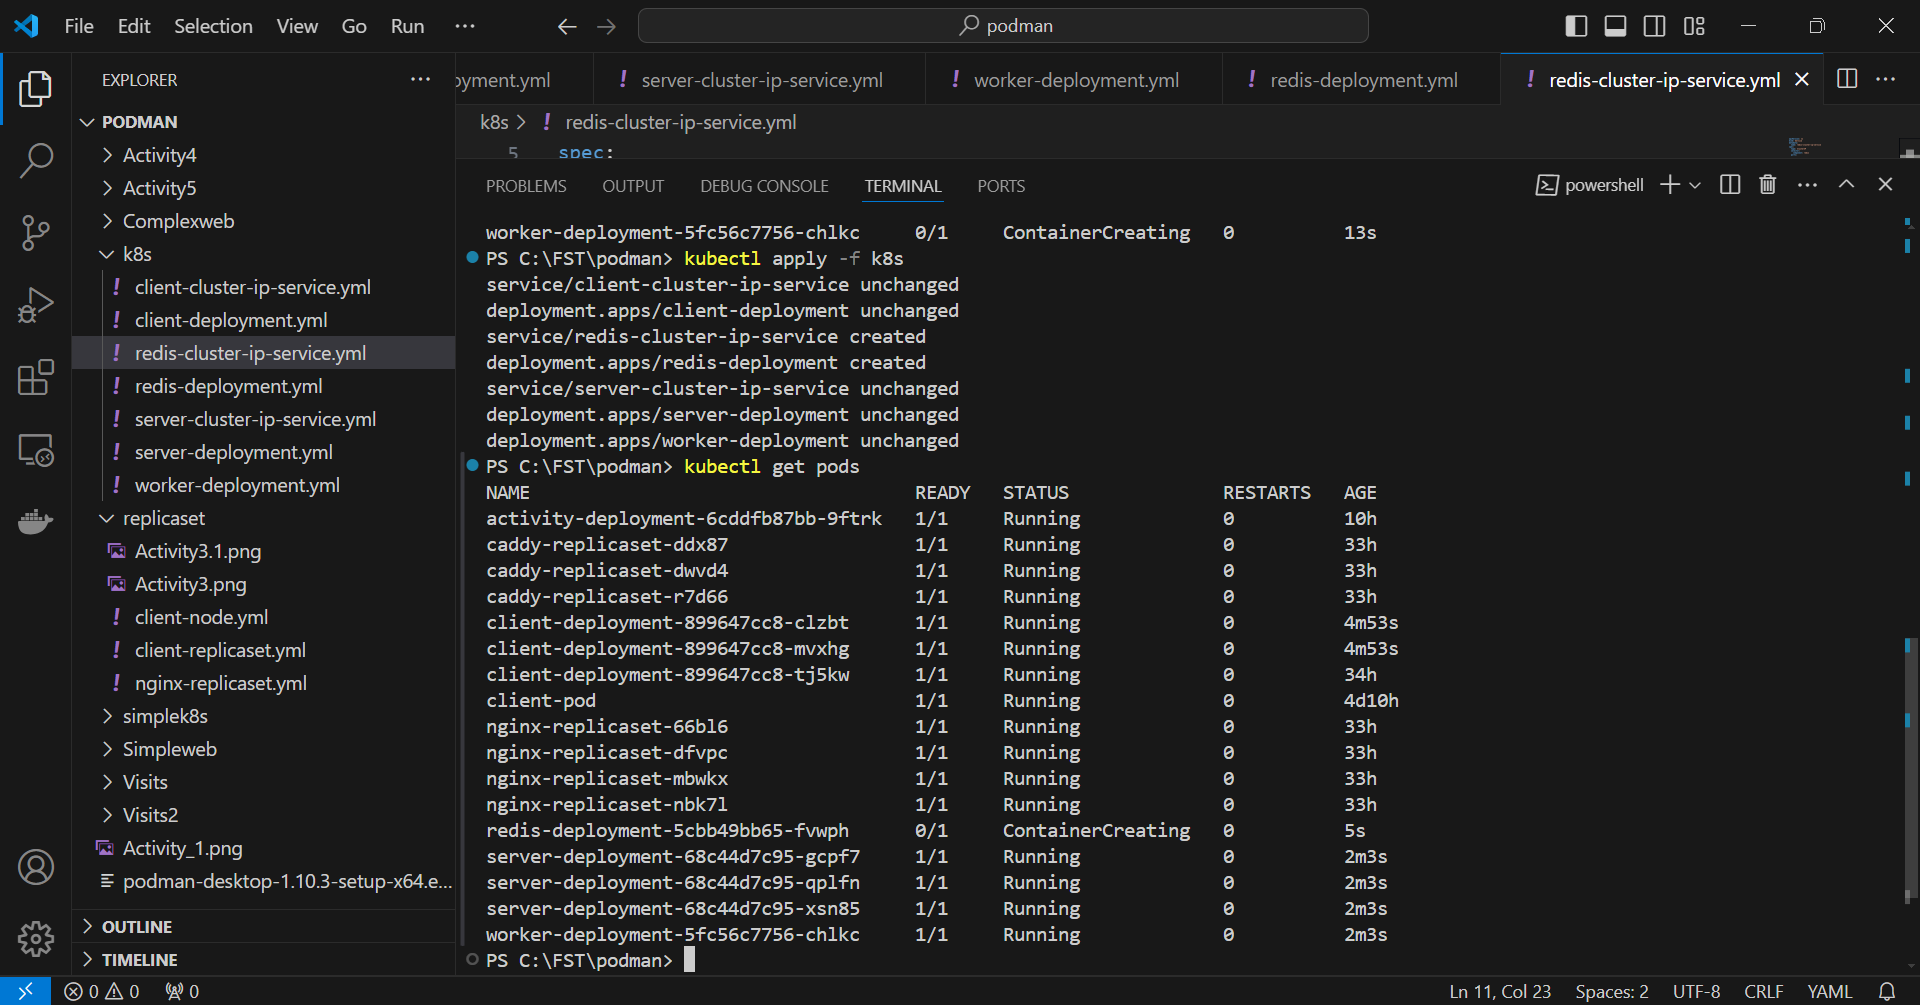 File Edit Selection View Go Run ··· podman
EXPLORER ···
PODMAN
Activity4
Activity5
Complexweb
k8s
client-cluster-ip-service.yml
client-deployment.yml
redis-cluster-ip-service.yml
redis-deployment.yml
server-cluster-ip-service.yml
server-deployment.yml
worker-deployment.yml
replicaset
Activity3.1.png
Activity3.png
client-node.yml
client-replicaset.yml
nginx-replicaset.yml
simplek8s
Simpleweb
Visits
Visits2
Activity_1.png
podman-desktop-1.10.3-setup-x64.e...
OUTLINE
TIMELINE
oyment.yml ! server-cluster-ip-service.yml ! worker-deployment.yml ! redis-deployment.yml ! redis-cluster-ip-service.yml
k8s > ! redis-cluster-ip-service.yml
5 spec:
PROBLEMS OUTPUT DEBUG CONSOLE TERMINAL PORTS powershell
worker-deployment-5fc56c7756-chlkc 0/1 ContainerCreating 0 13s
PS C:\FST\podman> kubectl apply -f k8s
service/client-cluster-ip-service unchanged
deployment.apps/client-deployment unchanged
service/redis-cluster-ip-service created
deployment.apps/redis-deployment created
service/server-cluster-ip-service unchanged
deployment.apps/server-deployment unchanged
deployment.apps/worker-deployment unchanged
PS C:\FST\podman> kubectl get pods
NAME READY STATUS RESTARTS AGE
activity-deployment-6cddfb87bb-9ftrk 1/1 Running 0 10h
caddy-replicaset-ddx87 1/1 Running 0 33h
caddy-replicaset-dwvd4 1/1 Running 0 33h
caddy-replicaset-r7d66 1/1 Running 0 33h
client-deployment-899647cc8-clzbt 1/1 Running 0 4m53s
client-deployment-899647cc8-mvxhg 1/1 Running 0 4m53s
client-deployment-899647cc8-tj5kw 1/1 Running 0 34h
client-pod 1/1 Running 0 4d10h
nginx-replicaset-66bl6 1/1 Running 0 33h
nginx-replicaset-dfvpc 1/1 Running 0 33h
nginx-replicaset-mbwkx 1/1 Running 0 33h
nginx-replicaset-nbk7l 1/1 Running 0 33h
redis-deployment-5cbb49bb65-fvwph 0/1 ContainerCreating 0 5s
server-deployment-68c44d7c95-gcpf7 1/1 Running 0 2m3s
server-deployment-68c44d7c95-qplfn 1/1 Running 0 2m3s
server-deployment-68c44d7c95-xsn85 1/1 Running 0 2m3s
worker-deployment-5fc56c7756-chlkc 1/1 Running 0 2m3s
PS C:\FST\podman>
0 0 0 Ln 11, Col 23 Spaces: 2 UTF-8 CRLF YAML